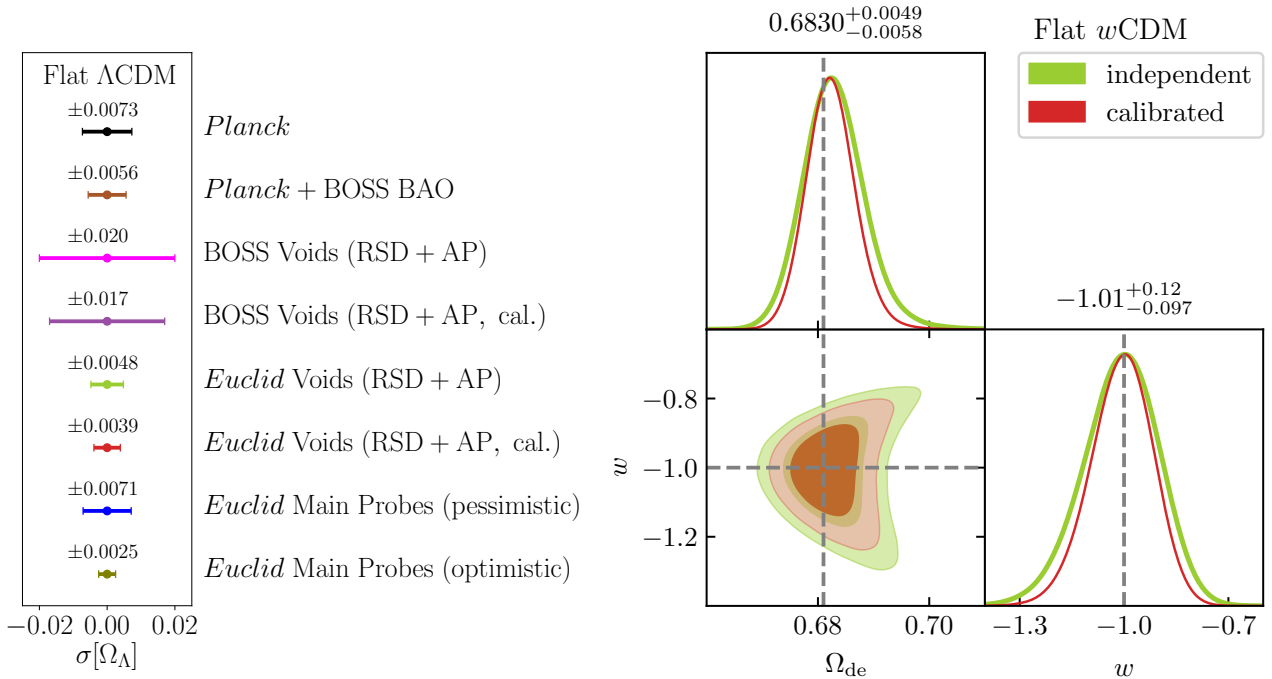 Flat ΛCDM
±0.0073
Planck
±0.0056
Planck + BOSS BAO
±0.020
BOSS Voids (RSD + AP)
±0.017
BOSS Voids (RSD + AP, cal.)
±0.0048
Euclid Voids (RSD + AP)
±0.0039
Euclid Voids (RSD + AP, cal.)
±0.0071
Euclid Main Probes (pessimistic)
±0.0025
Euclid Main Probes (optimistic)
−0.02 0.00 0.02
σ[Ω_Λ]
0.6830^{+0.0049}_{−0.0058}
Flat wCDM
independent
calibrated
−1.01^{+0.12}_{−0.097}
−0.8
−1.0
−1.2
w
0.68 0.70
Ω_de
−1.3 −1.0 −0.7
w